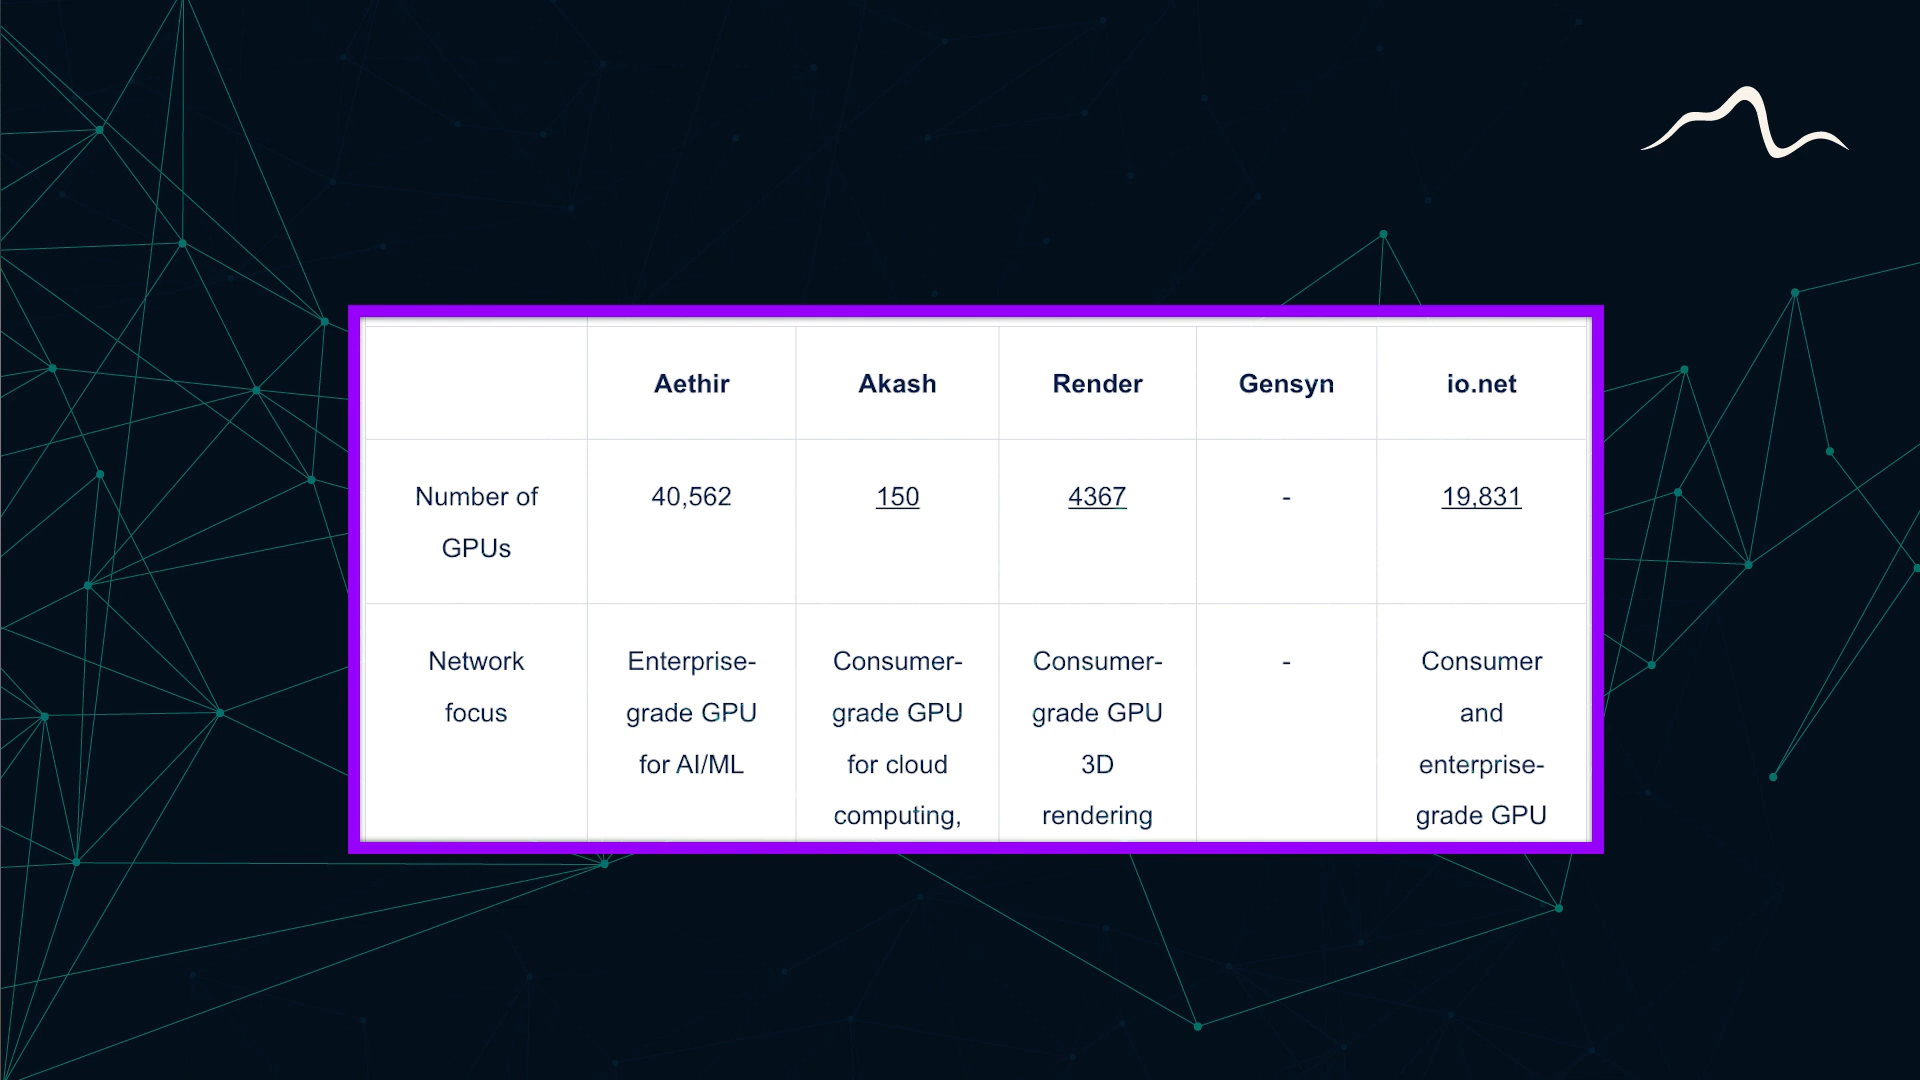 Aethir Akash Render Gensyn io.net
Number of GPUs 40,562 150 4367 - 19,831
Network focus
Enterprise-grade GPU for AI/ML
Consumer-grade GPU for cloud computing,
Consumer-grade GPU 3D rendering
-
Consumer and enterprise-grade GPU